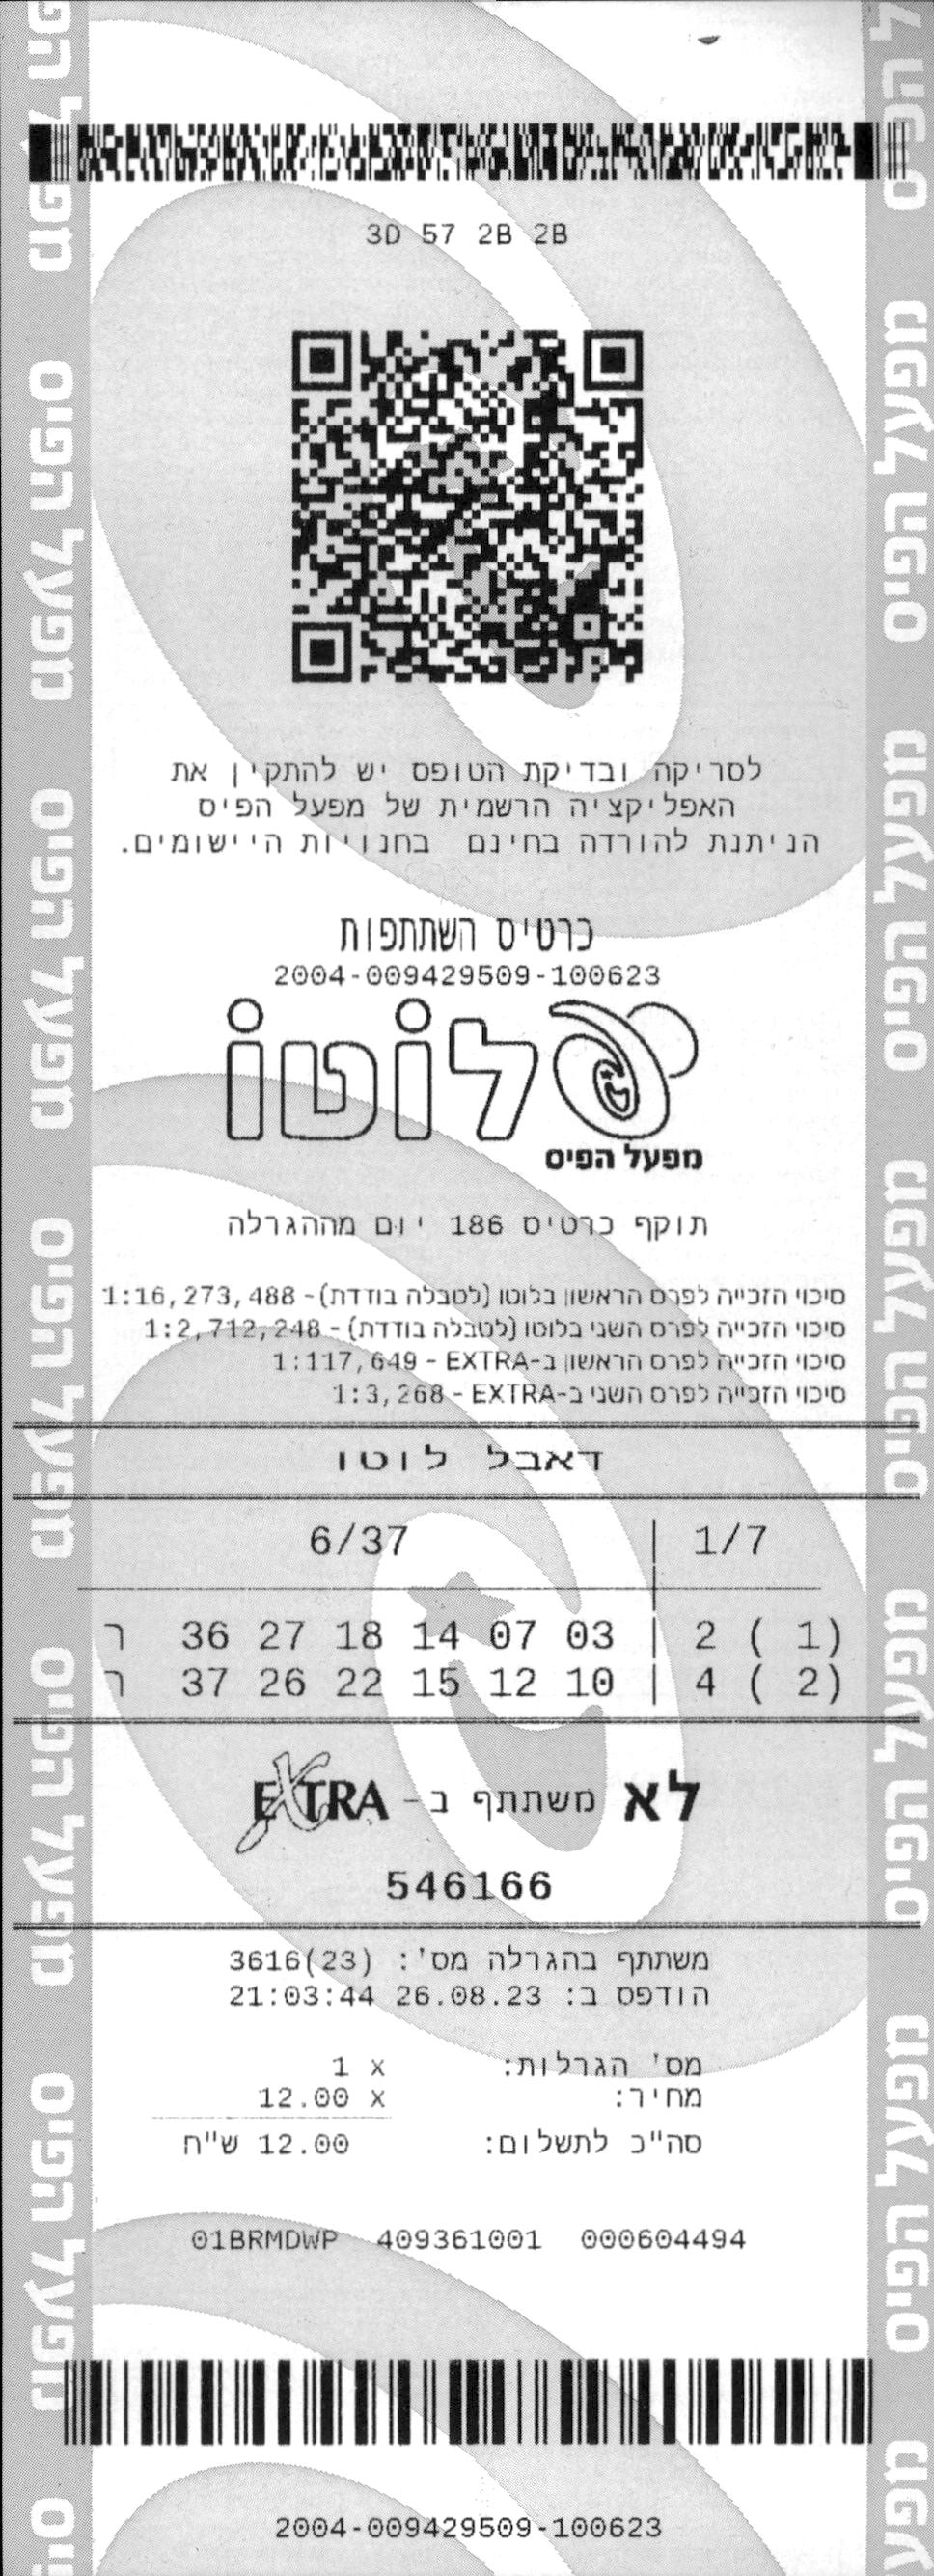 3D 57 2B 2B
לסריקה ובדיקת הטופס יש להתקין את
האפליקציה הרשמית של מפעל הפיס
הניתנת להורדה בחינם בחנויות היישומים.
כרטיס השתתפות
2004-009429509-100623
לוטו
מפעל הפיס
תוקף כרטיס 186 יום מההגרלה
סיכוי הזכייה לפרס הראשון בלוטו (לטבלה בודדת) - 1:16,273,488
סיכוי הזכייה לפרס השני בלוטו (לטבלה בודדת) - 1:2,712,248
סיכוי הזכייה לפרס הראשון ב-EXTRA - 1:117,649
סיכוי הזכייה לפרס השני ב-EXTRA - 1:3,268
דאבל לוטו
6/37 | 1/7
ר 36 27 18 14 07 03 | 2 ( 1)
ר 37 26 22 15 12 10 | 4 ( 2)
לא משתתף ב- EXTRA
546166
משתתף בהגרלה מס': 3616(23)
הודפס ב: 26.08.23 21:03:44
מס' הגרלות: x 1
מחיר: x 12.00
סה"כ לתשלום: 12.00 ש"ח
01BRMDWP 409361001 000604494
2004-009429509-100623
מפעל הפיס
מפעל הפיס
מפעל הפיס
מפעל הפיס
מפעל הפיס
מפעל הפיס
מפעל הפיס
מפעל הפיס
מפעל הפיס
מפעל הפיס